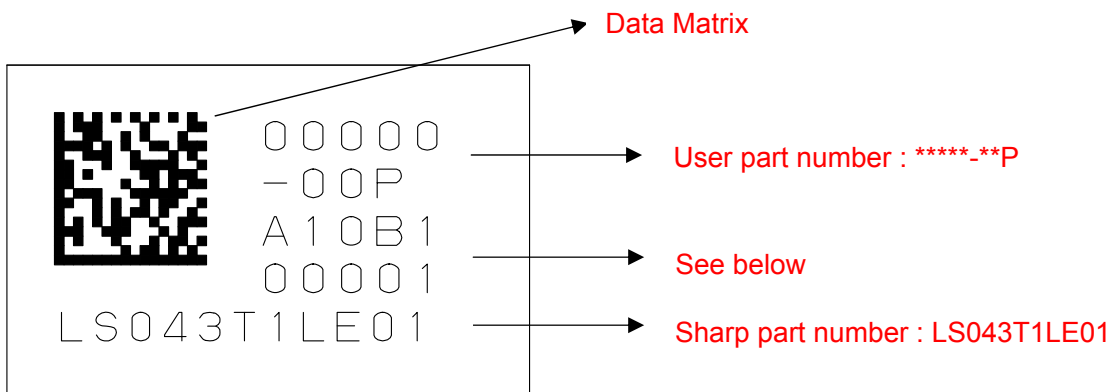 Data Matrix
00000
-00P
User part number : *****-**P
A10B1
00001
See below
LS043T1LE01
Sharp part number : LS043T1LE01